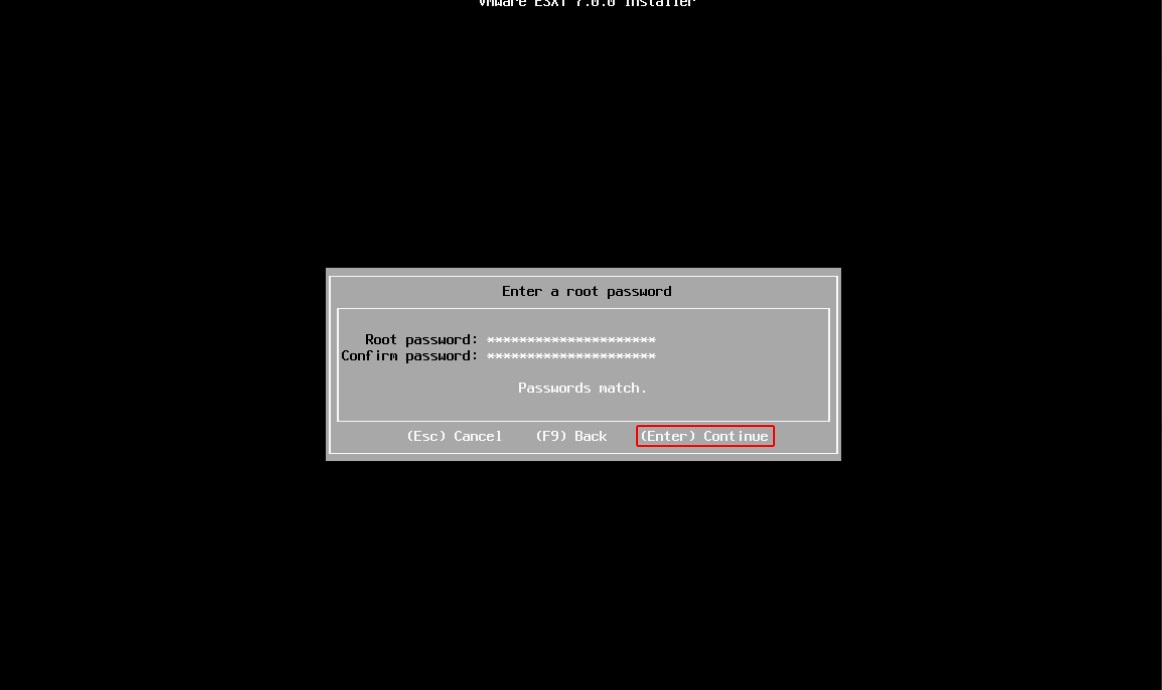 VMware ESXi 7.0.0 Installer
Enter a root password
Root password: *********************
Confirm password: *********************
Passwords match.
(Esc) Cancel (F9) Back (Enter) Continue